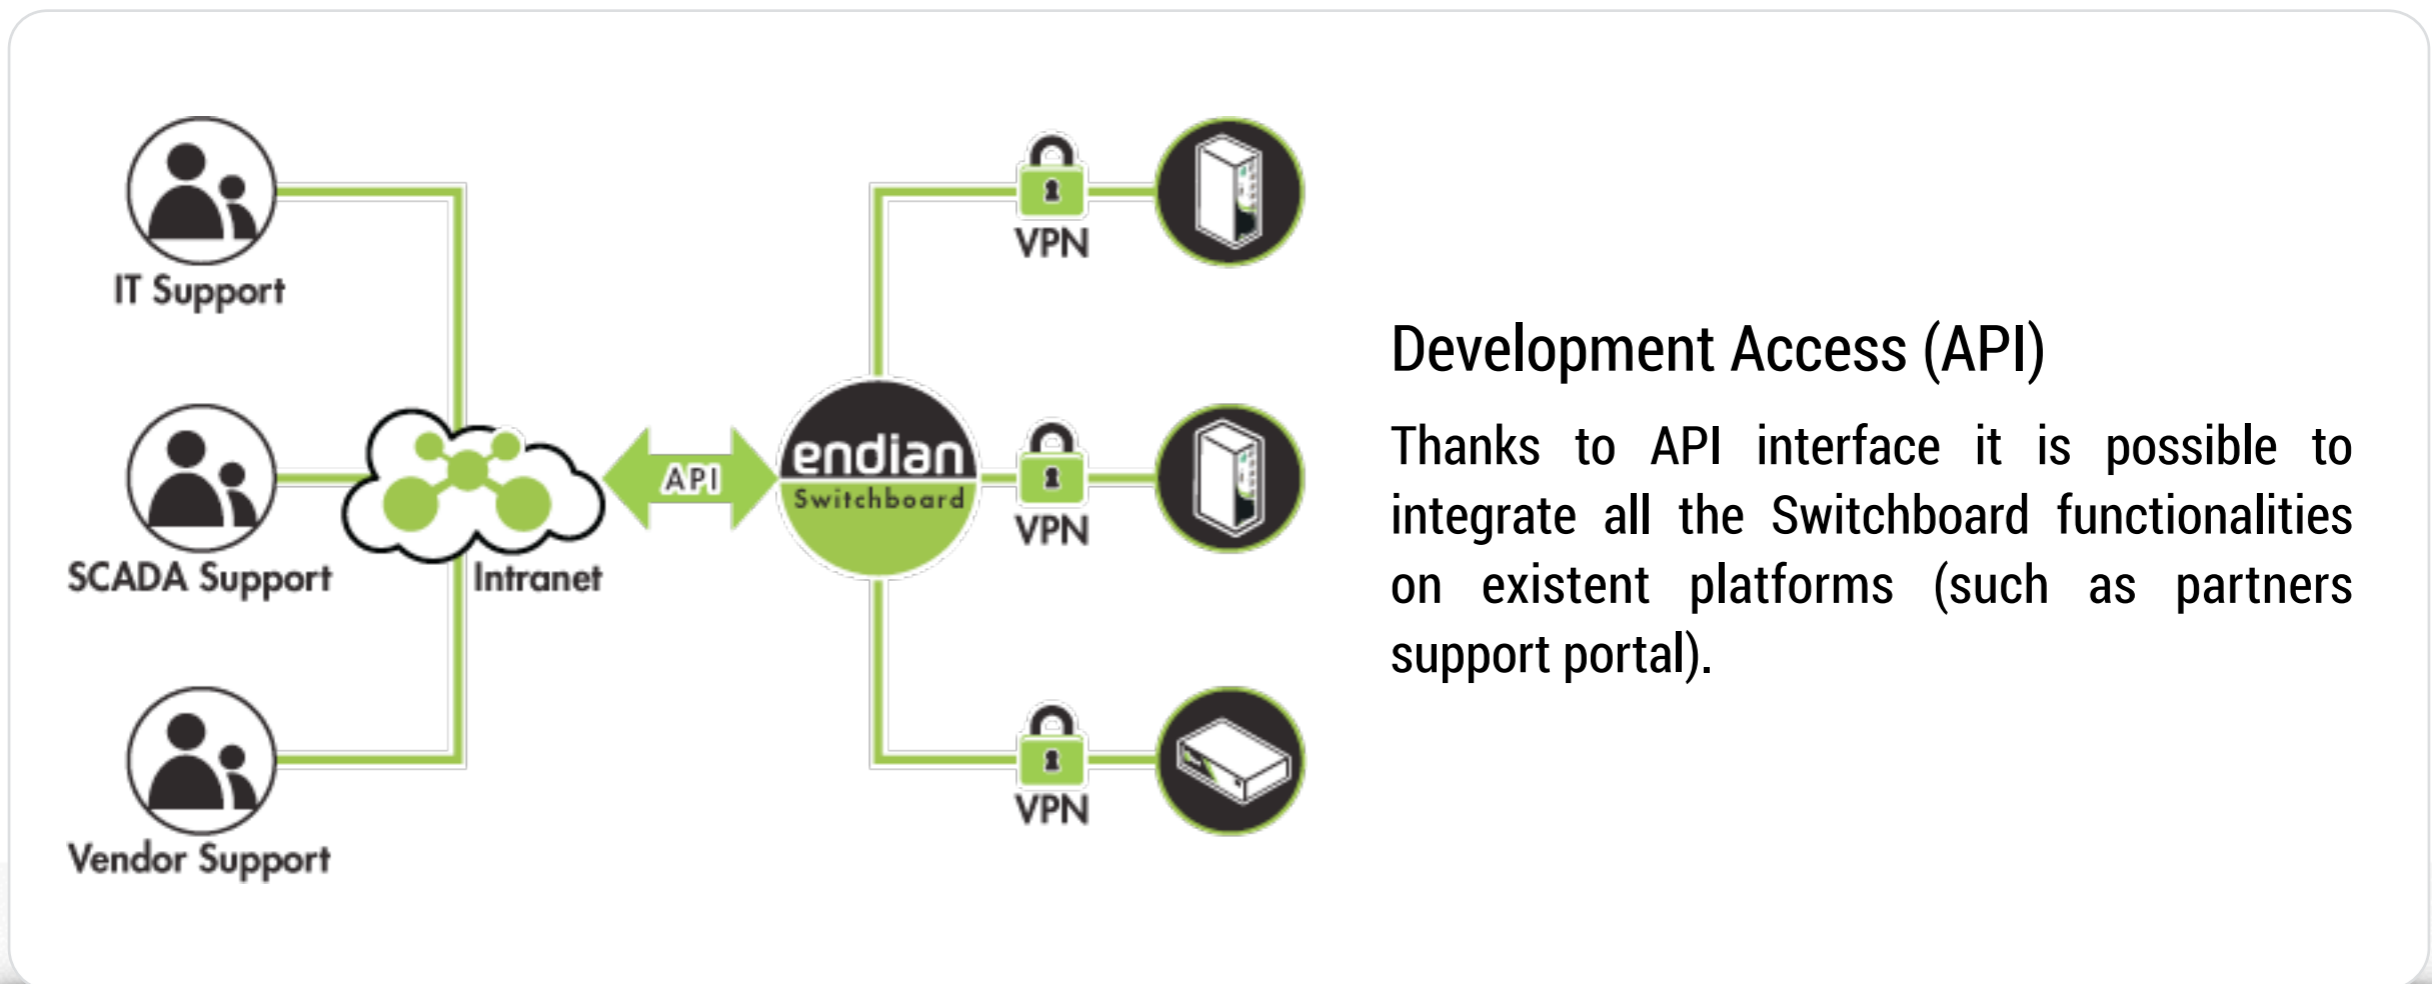 IT Support
SCADA Support
Vendor Support
Intranet
API
endian
Switchboard
VPN
VPN
VPN
Development Access (API)
Thanks to API interface it is possible to
integrate all the Switchboard functionalities
on existent platforms (such as partners
support portal).